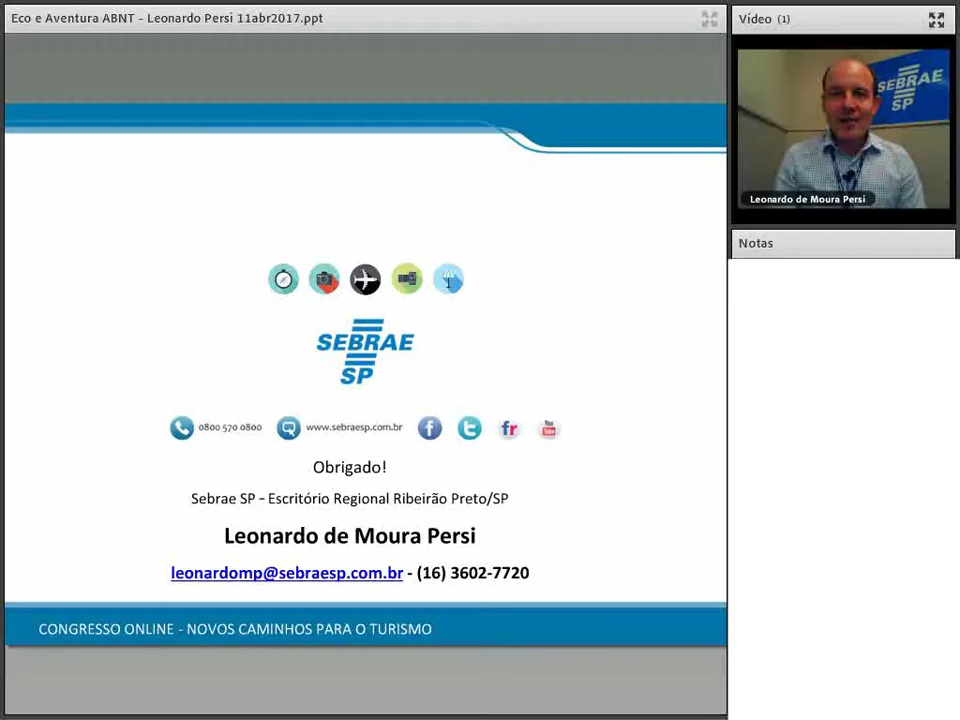 Eco e Aventura ABNT - Leonardo Persi 11abr2017.ppt
Vídeo (1)
SEBRAE
SP
Leonardo de Moura Persi
Notas
SEBRAE
SP
0800 570 0800
www.sebraesp.com.br
f
t
fr
You
Tube
Obrigado!
Sebrae SP – Escritório Regional Ribeirão Preto/SP
Leonardo de Moura Persi
leonardomp@sebraesp.com.br - (16) 3602-7720
CONGRESSO ONLINE - NOVOS CAMINHOS PARA O TURISMO